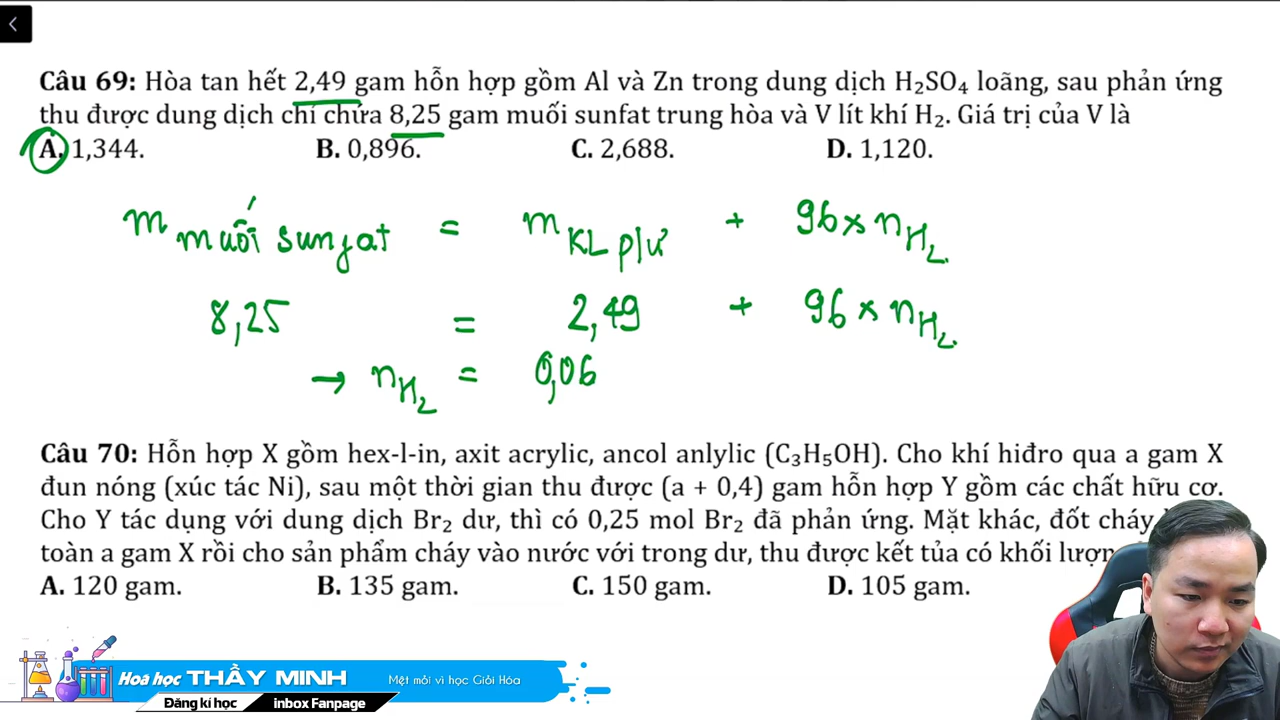 Câu 69: Hòa tan hết 2,49 gam hỗn hợp gồm Al và Zn trong dung dịch H₂SO₄ loãng, sau phản ứng
thu được dung dịch chỉ chứa 8,25 gam muối sunfat trung hòa và V lít khí H₂. Giá trị của V là
A. 1,344. B. 0,896. C. 2,688. D. 1,120.
m muối sunfat = m KL p/ư + 96 x nH₂
8,25 = 2,49 + 96 x nH₂
→ nH₂ = 0,06
Câu 70: Hỗn hợp X gồm hex-l-in, axit acrylic, ancol anlylic (C₃H₅OH). Cho khí hiđro qua a gam X
đun nóng (xúc tác Ni), sau một thời gian thu được (a + 0,4) gam hỗn hợp Y gồm các chất hữu cơ.
Cho Y tác dụng với dung dịch Br₂ dư, thì có 0,25 mol Br₂ đã phản ứng. Mặt khác, đốt cháy
toàn a gam X rồi cho sản phẩm cháy vào nước vôi trong dư, thu được kết tủa có khối
A. 120 gam. B. 135 gam. C. 150 gam. D. 105 gam.
Hoá học THẦY MINH
Mệt mỏi vì học Giỏi Hóa
Đăng kí học inbox Fanpage